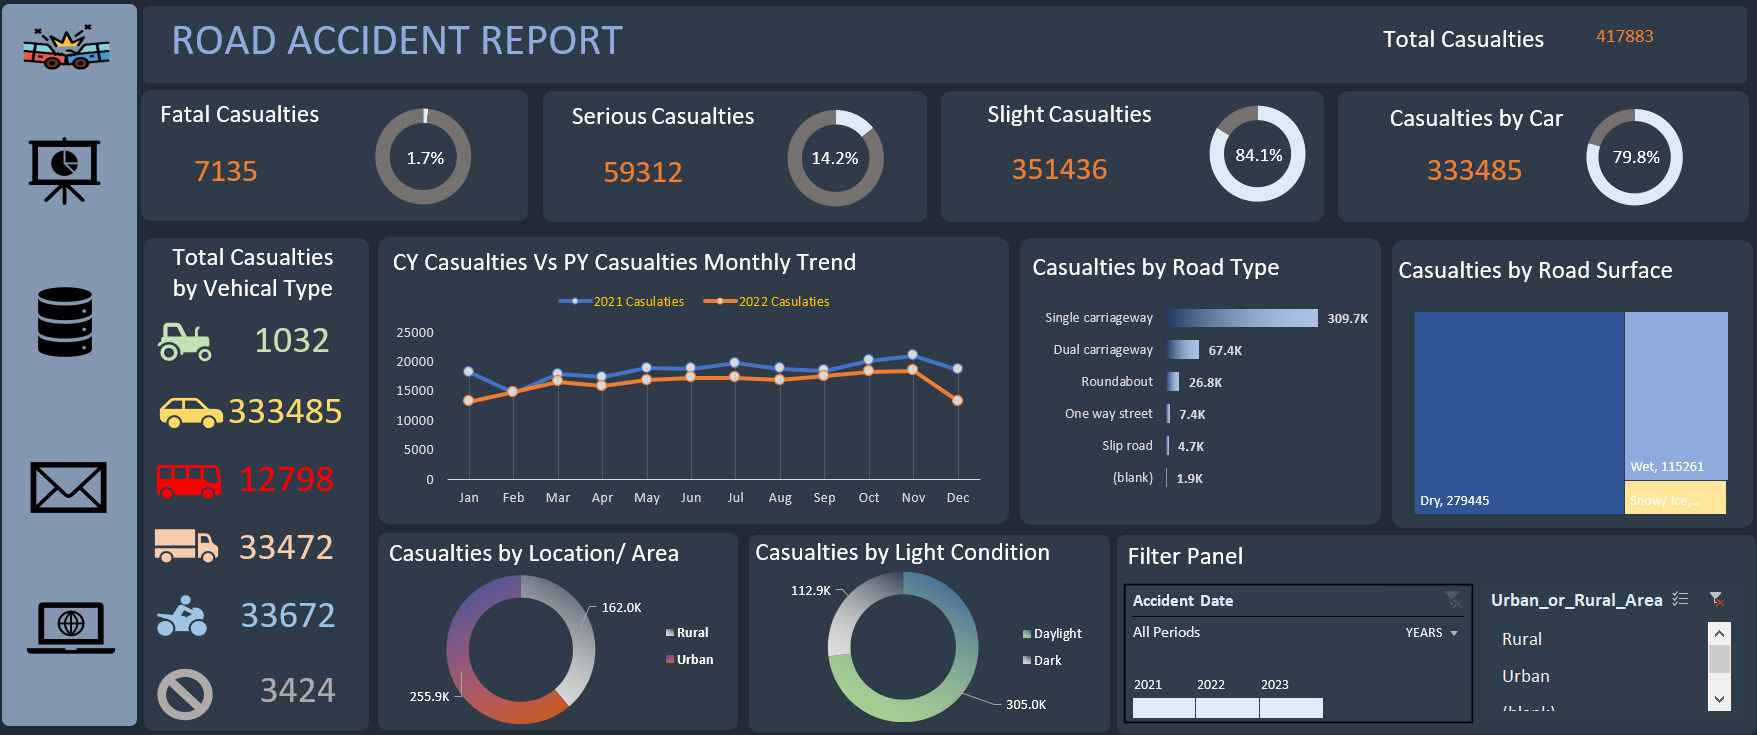 ROAD ACCIDENT REPORT
Total Casualties
417883
Fatal Casualties
7135
1.7%
Serious Casualties
59312
14.2%
Slight Casualties
351436
84.1%
Casualties by Car
333485
79.8%
Total Casualties
by Vehical Type
1032
333485
12798
33472
33672
3424
CY Casualties Vs PY Casualties Monthly Trend
2021 Casulaties
2022 Casulaties
25000
20000
15000
10000
5000
0
Jan Feb Mar Apr May Jun Jul Aug Sep Oct Nov Dec
Casualties by Road Type
Single carriageway 309.7K
Dual carriageway 67.4K
Roundabout 26.8K
One way street 7.4K
Slip road 4.7K
(blank) 1.9K
Casualties by Road Surface
Dry, 279445
Wet, 115261
Snow/ Ice,...
Casualties by Location/ Area
162.0K
255.9K
Rural
Urban
Casualties by Light Condition
112.9K
305.0K
Daylight
Dark
Filter Panel
Accident Date
All Periods
YEARS
2021 2022 2023
Urban_or_Rural_Area
Rural
Urban
(blank)